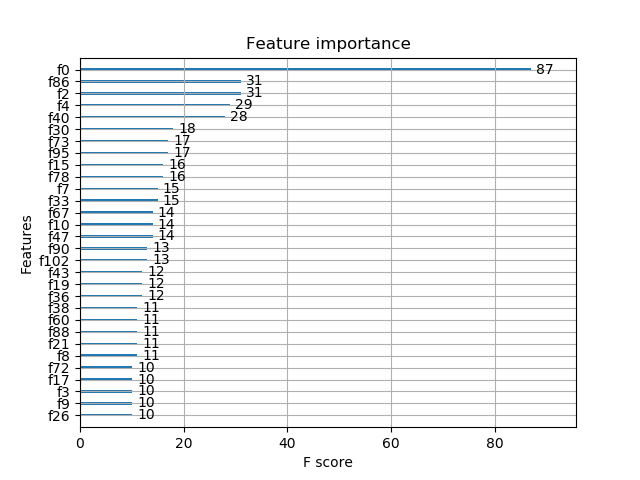 Feature importance
f0 87
f86 31
f2 31
f4 29
f40 28
f30 18
f73 17
f95 17
f15 16
f78 16
f7 15
f33 15
f67 14
f10 14
f47 14
f90 13
f102 13
f43 12
f19 12
f36 12
f38 11
f60 11
f88 11
f21 11
f8 11
f72 10
f17 10
f3 10
f9 10
f26 10
Features
0 20 40 60 80
F score